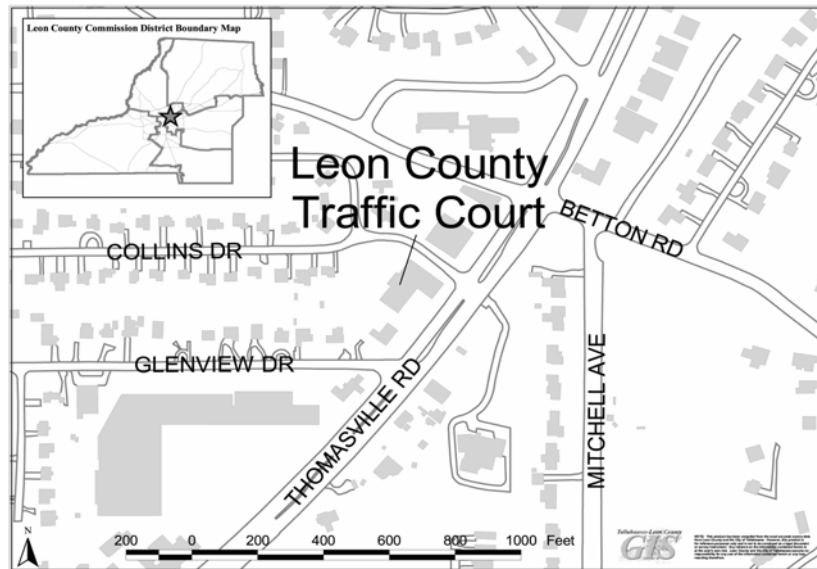 Leon County Commission District Boundary Map
Leon County
Traffic Court
BETTON RD
COLLINS DR
GLENVIEW DR
THOMASVILLE RD
MITCHELL AVE
N
200 0 200 400 600 800 1000 Feet
Tallahassee-Leon County
GIS